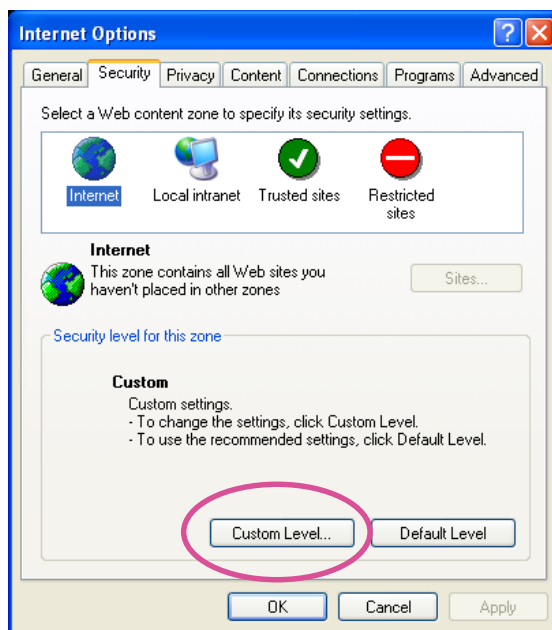 Internet Options
General Security Privacy Content Connections Programs Advanced
Select a Web content zone to specify its security settings.
Internet Local intranet Trusted sites Restricted sites
Internet
This zone contains all Web sites you
haven't placed in other zones
Sites...
Security level for this zone
Custom
Custom settings.
- To change the settings, click Custom Level.
- To use the recommended settings, click Default Level.
Custom Level... Default Level
OK Cancel Apply